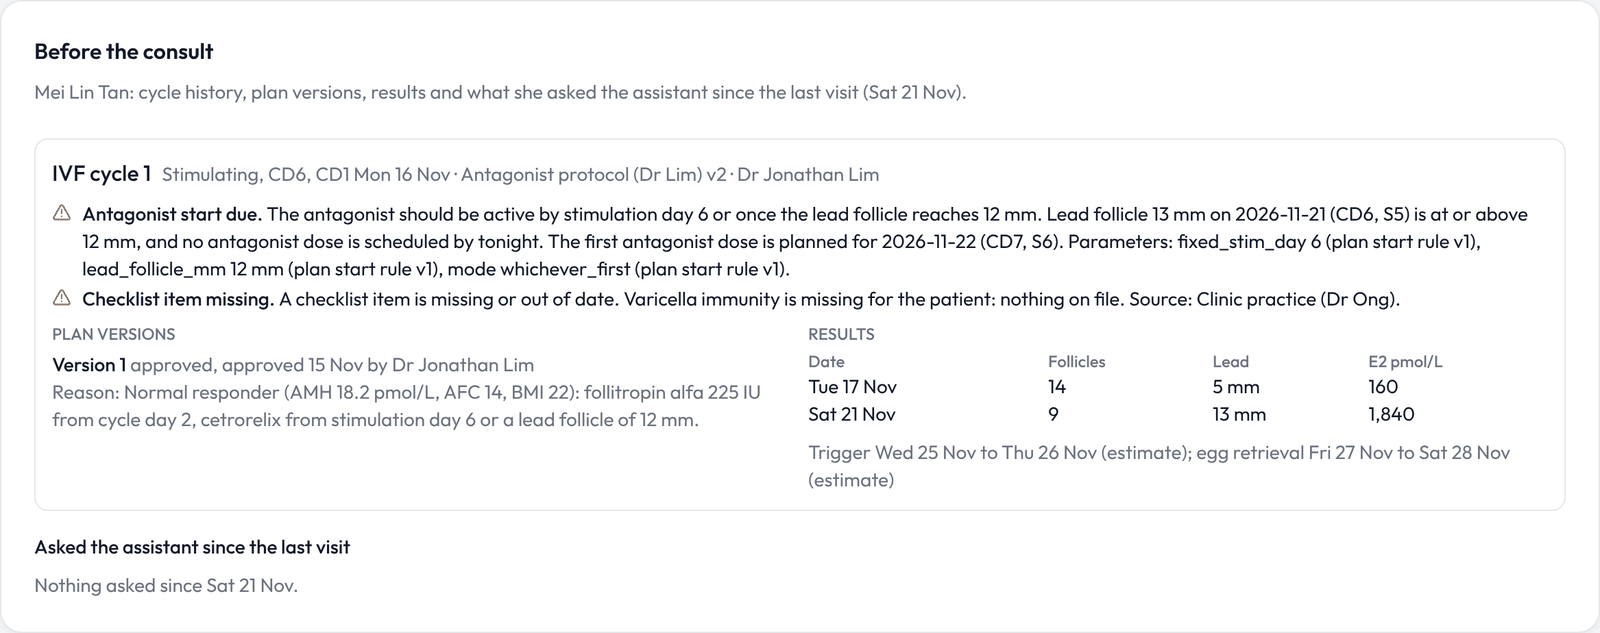 Before the consult
Mei Lin Tan: cycle history, plan versions, results and what she asked the assistant since the last visit (Sat 21 Nov).
IVF cycle 1 Stimulating, CD6, CD1 Mon 16 Nov · Antagonist protocol (Dr Lim) v2 · Dr Jonathan Lim
Antagonist start due. The antagonist should be active by stimulation day 6 or once the lead follicle reaches 12 mm. Lead follicle 13 mm on 2026-11-21 (CD6, S5) is at or above
12 mm, and no antagonist dose is scheduled by tonight. The first antagonist dose is planned for 2026-11-22 (CD7, S6). Parameters: fixed_stim_day 6 (plan start rule v1),
lead_follicle_mm 12 mm (plan start rule v1), mode whichever_first (plan start rule v1).
Checklist item missing. A checklist item is missing or out of date. Varicella immunity is missing for the patient: nothing on file. Source: Clinic practice (Dr Ong).
PLAN VERSIONS
Version 1 approved, approved 15 Nov by Dr Jonathan Lim
Reason: Normal responder (AMH 18.2 pmol/L, AFC 14, BMI 22): follitropin alfa 225 IU
from cycle day 2, cetrorelix from stimulation day 6 or a lead follicle of 12 mm.
RESULTS
Date Follicles Lead E2 pmol/L
Tue 17 Nov 14 5 mm 160
Sat 21 Nov 9 13 mm 1,840
Trigger Wed 25 Nov to Thu 26 Nov (estimate); egg retrieval Fri 27 Nov to Sat 28 Nov
(estimate)
Asked the assistant since the last visit
Nothing asked since Sat 21 Nov.